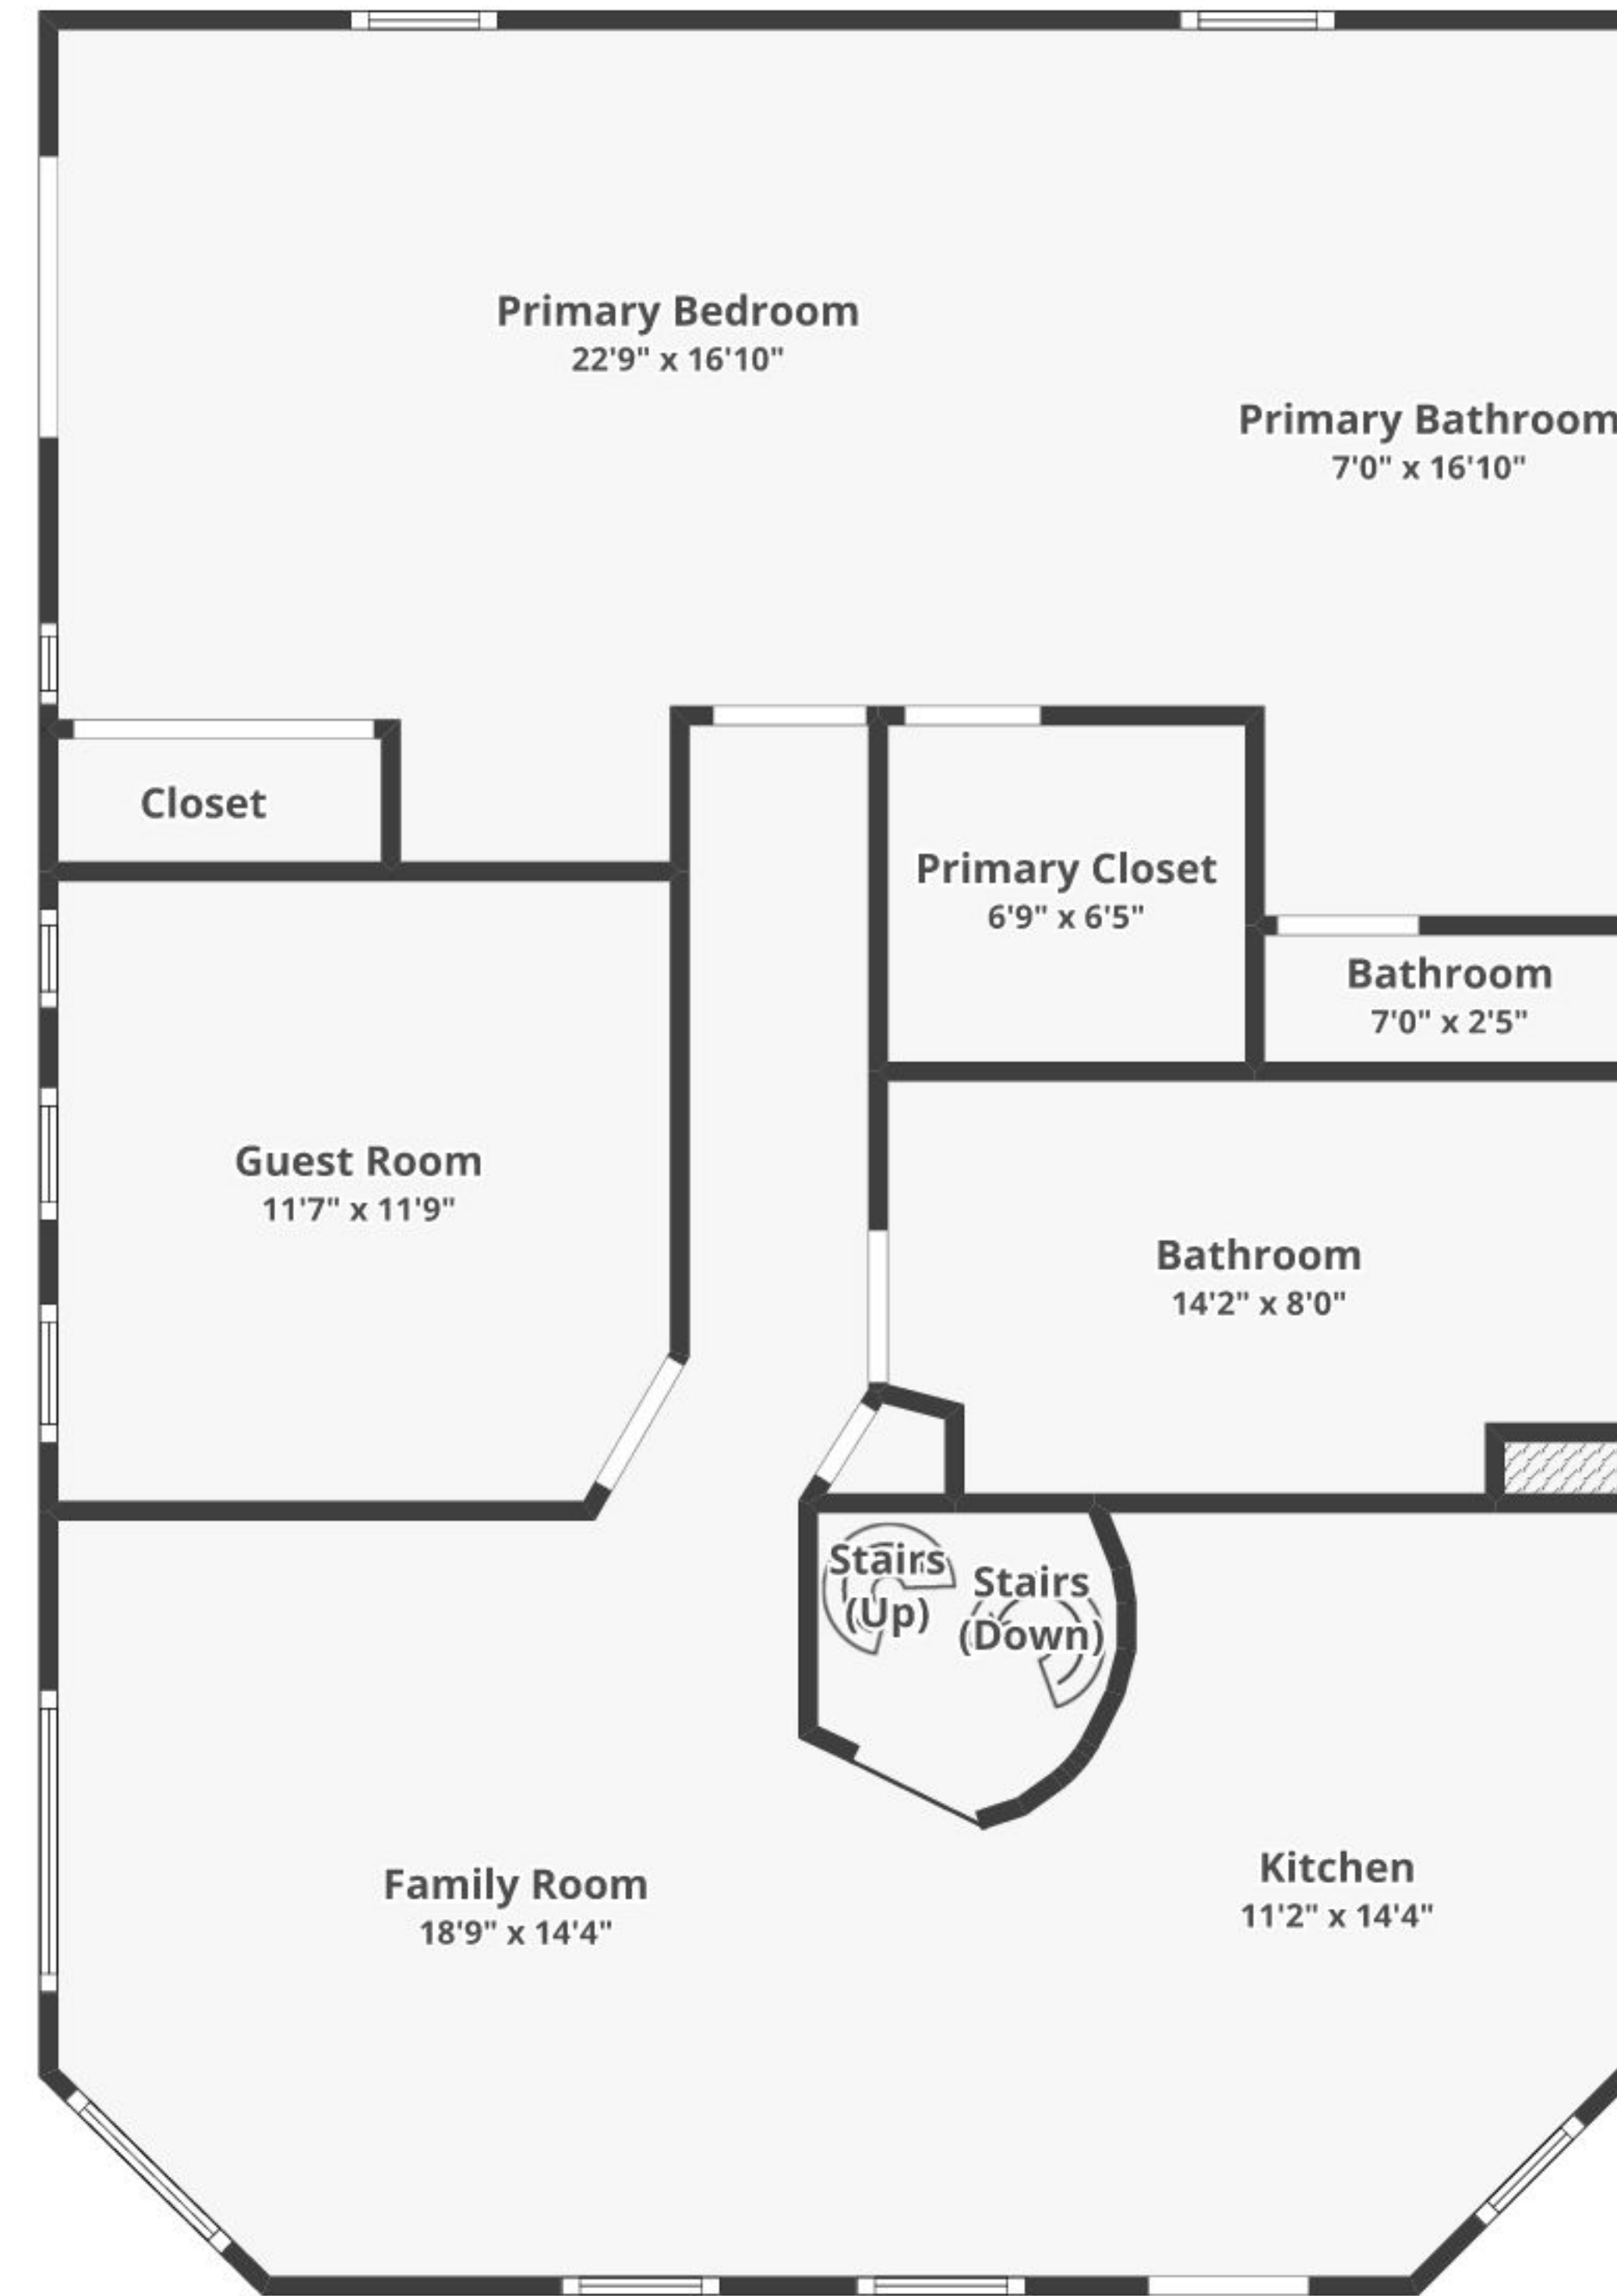 Primary Bedroom
22'9" x 16'10"
Primary Bathroom
7'0" x 16'10"
Closet
Primary Closet
6'9" x 6'5"
Bathroom
7'0" x 2'5"
Guest Room
11'7" x 11'9"
Bathroom
14'2" x 8'0"
Stairs
(Up)
Stairs
(Down)
Family Room
18'9" x 14'4"
Kitchen
11'2" x 14'4"